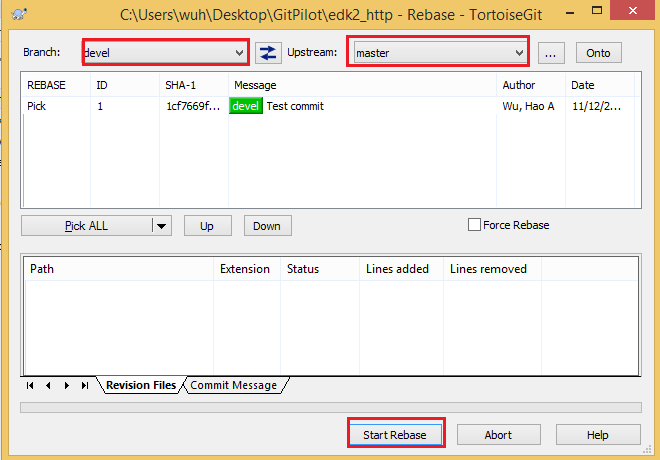 C:\Users\wuh\Desktop\GitPilot\edk2_http - Rebase - TortoiseGit
Branch: devel Upstream: master ... Onto
REBASE ID SHA-1 Message Author Date
Pick 1 1cf7669f... devel Test commit Wu, Hao A 11/12/2...
Pick ALL Up Down Force Rebase
Path Extension Status Lines added Lines removed
Revision Files Commit Message
Start Rebase Abort Help